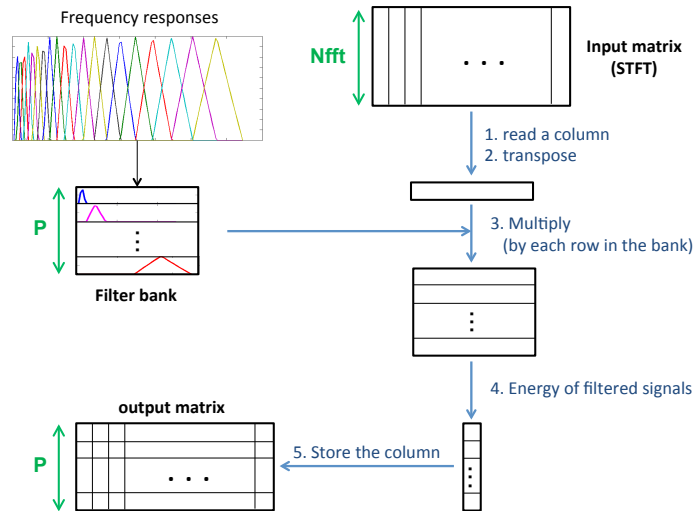 Frequency responses
Nfft
Input matrix
(STFT)
1. read a column
2. transpose
P
Filter bank
3. Multiply
(by each row in the bank)
4. Energy of filtered signals
output matrix
P
5. Store the column